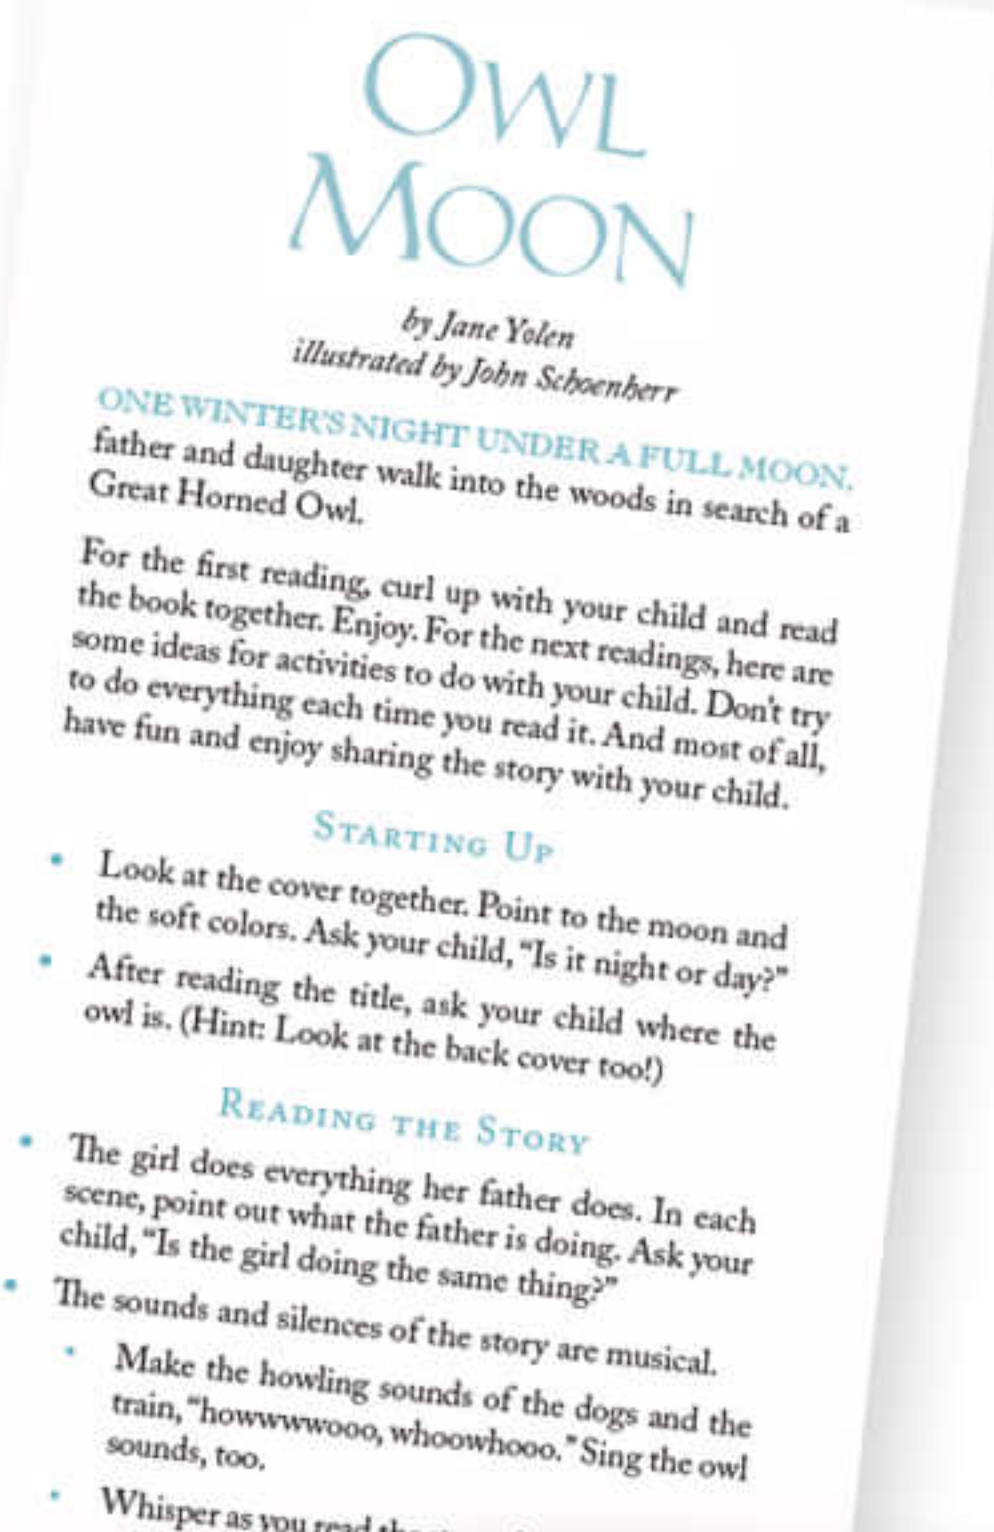 OWL
MOON
by Jane Yolen
illustrated by John Schoenherr
ONE WINTER'S NIGHT UNDER A FULL MOON,
father and daughter walk into the woods in search of a
Great Horned Owl.
For the first reading, curl up with your child and read
the book together. Enjoy. For the next readings, here are
some ideas for activities to do with your child. Don't try
to do everything each time you read it. And most of all,
have fun and enjoy sharing the story with your child.
STARTING UP
• Look at the cover together. Point to the moon and
the soft colors. Ask your child, “Is it night or day?”
• After reading the title, ask your child where the
owl is. (Hint: Look at the back cover too!)
READING THE STORY
• The girl does everything her father does. In each
scene, point out what the father is doing. Ask your
child, “Is the girl doing the same thing?”
• The sounds and silences of the story are musical.
• Make the howling sounds of the dogs and the
train, “howwwwooo, whoowhooo.” Sing the owl
sounds, too.
• Whisper as you read